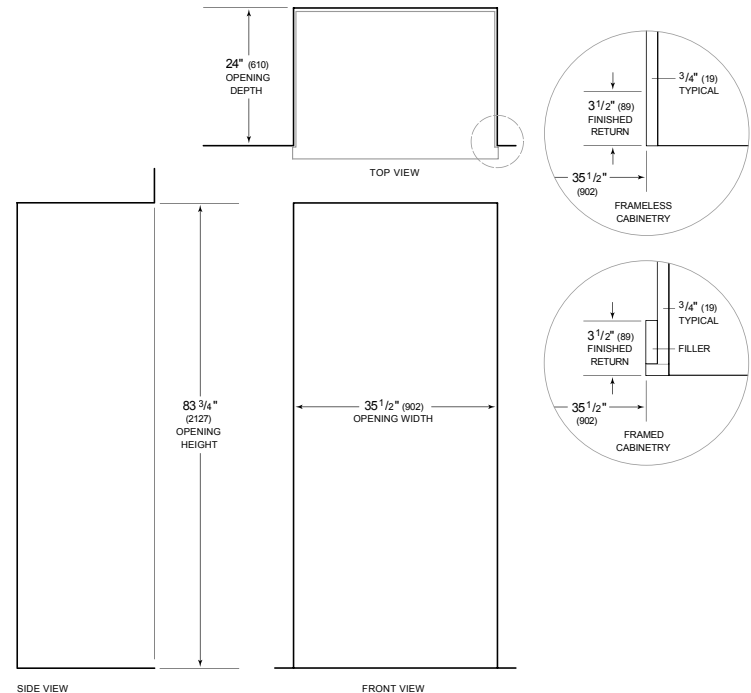 24" (610)
OPENING
DEPTH
TOP VIEW
3/4" (19)
TYPICAL
3 1/2" (89)
FINISHED
RETURN
35 1/2"
(902)
FRAMELESS
CABINETRY
3/4" (19)
TYPICAL
3 1/2" (89)
FINISHED
RETURN
FILLER
35 1/2"
(902)
FRAMED
CABINETRY
83 3/4"
(2127)
OPENING
HEIGHT
35 1/2" (902)
OPENING WIDTH
SIDE VIEW
FRONT VIEW